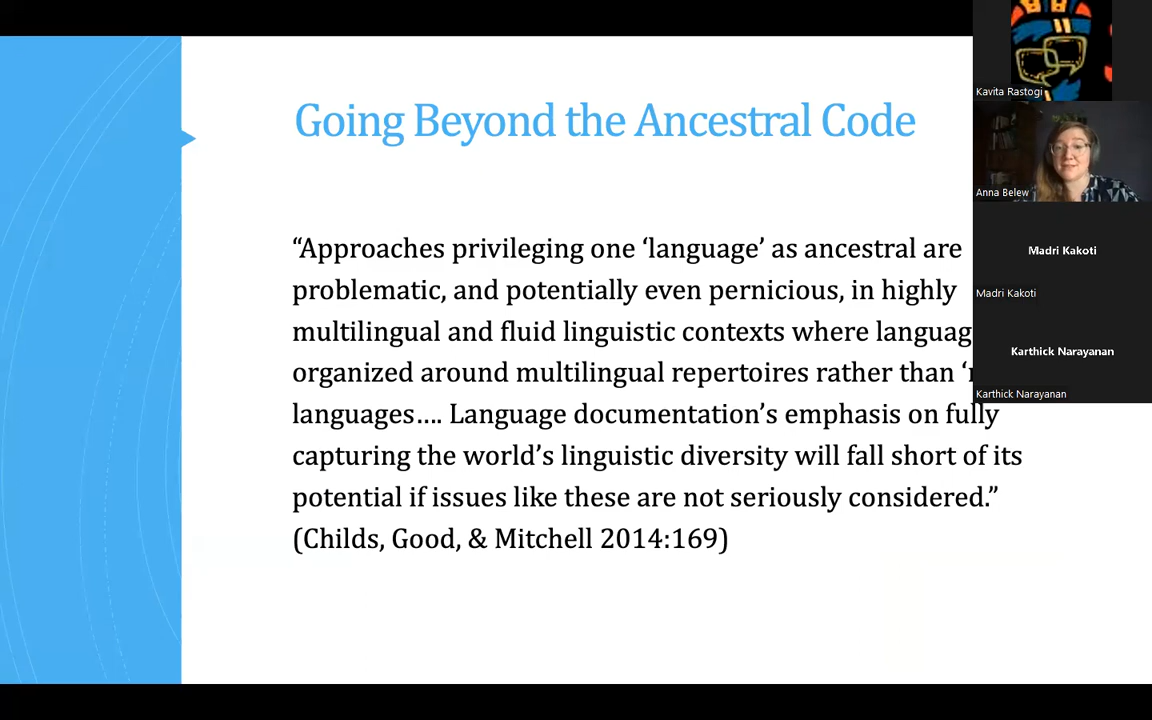 Going Beyond the Ancestral Code
“Approaches privileging one ‘language’ as ancestral are
problematic, and potentially even pernicious, in highly
multilingual and fluid linguistic contexts where
organized around multilingual repertoires rather than
languages…. Language documentation’s emphasis on fully
capturing the world’s linguistic diversity will fall short of its
potential if issues like these are not seriously considered.”
(Childs, Good, & Mitchell 2014:169)
Kavita Rastogi
Anna Belew
Madri Kakoti
Madri Kakoti
Karthick Narayanan
Karthick Narayanan